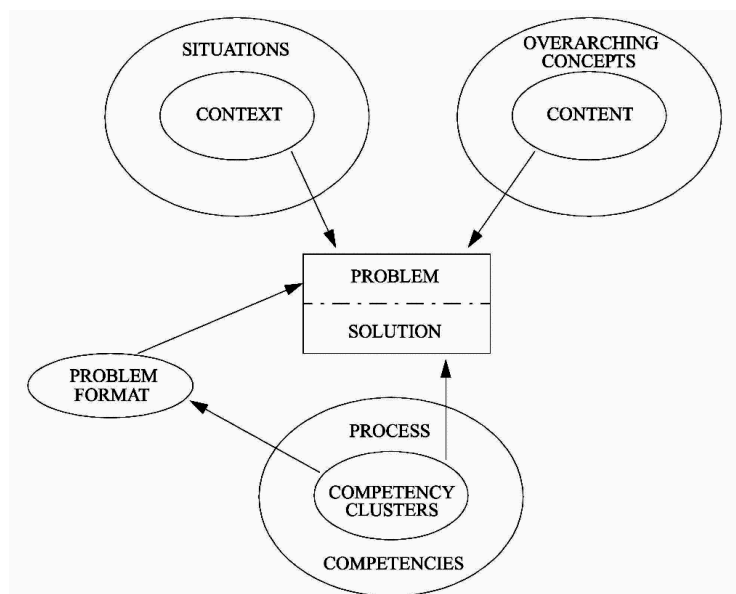 SITUATIONS
CONTEXT
OVERARCHING
CONCEPTS
CONTENT
PROBLEM
SOLUTION
PROBLEM
FORMAT
PROCESS
COMPETENCY
CLUSTERS
COMPETENCIES